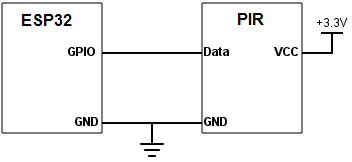 ESP32
PIR
+3.3V
GPIO
Data
VCC
GND
GND